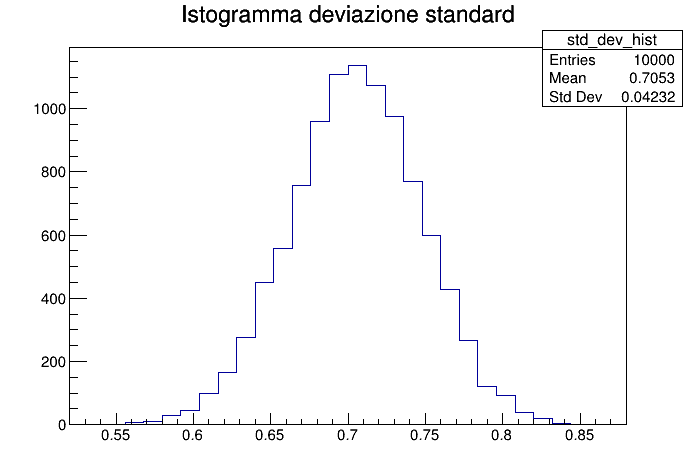 Istogramma deviazione standard
std_dev_hist
Entries 10000
Mean 0.7053
Std Dev 0.04232
1000
800
600
400
200
0
0.55 0.6 0.65 0.7 0.75 0.8 0.85